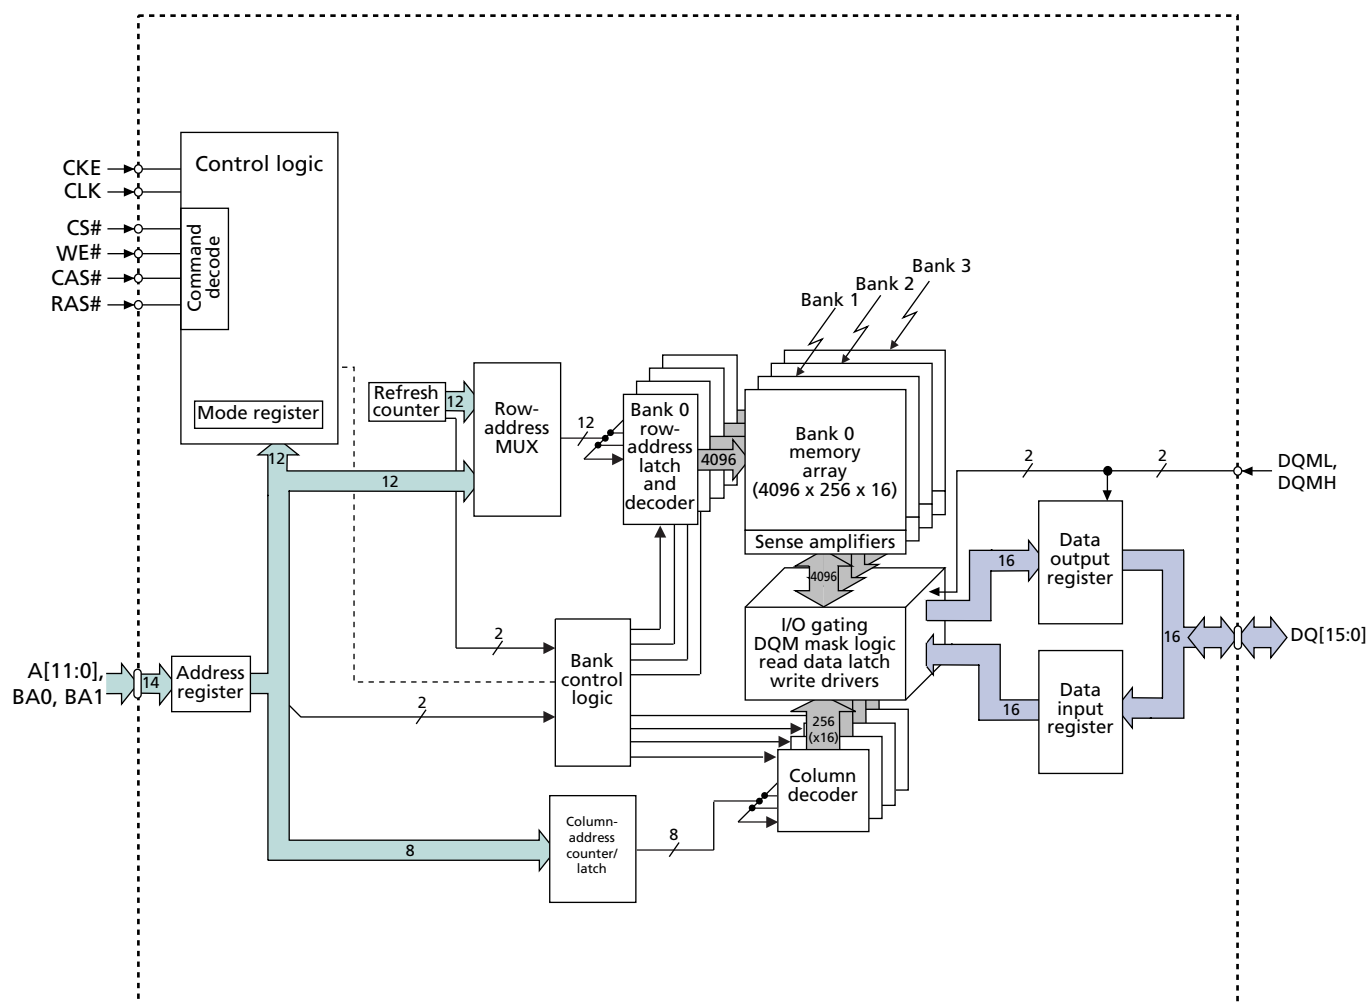 Control logic
CKE
CLK
CS#
WE#
CAS#
RAS#
Command
decode
Mode register
Bank 3
Bank 2
Bank 1
Refresh
counter
12
Row-
address
MUX
12
Bank 0
row-
address
latch
and
decoder
4096
Bank 0
memory
array
(4096 x 256 x 16)
Sense amplifiers
12
12
2
2
DQML,
DQMH
Data
output
register
16
4096
I/O gating
DQM mask logic
read data latch
write drivers
16
DQ[15:0]
2
Bank
control
logic
A[11:0],
BA0, BA1
14
Address
register
2
16
Data
input
register
256
(x16)
Column
decoder
Column-
address
counter/
latch
8
8